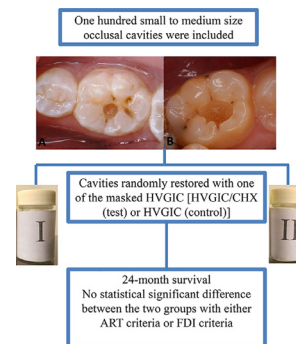 One hundred small to medium size
occlusal cavities were included
A
B
Cavities randomly restored with one
of the masked HVGIC [HVGIC/CHX
(test) or HVGIC (control)]
I
II
24-month survival
No statistical significant difference
between the two groups with either
ART criteria or FDI criteria